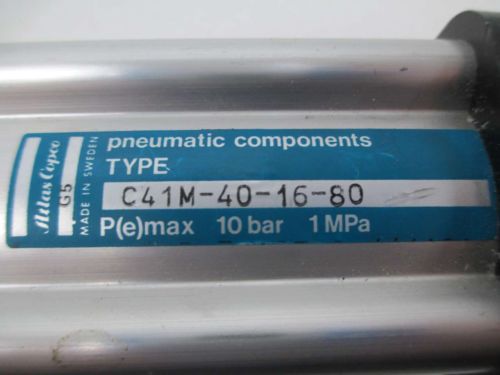 Atlas Copco
G5
MADE IN SWEDEN
pneumatic components
TYPE
C41M-40-16-80
P(e)max 10 bar 1 MPa